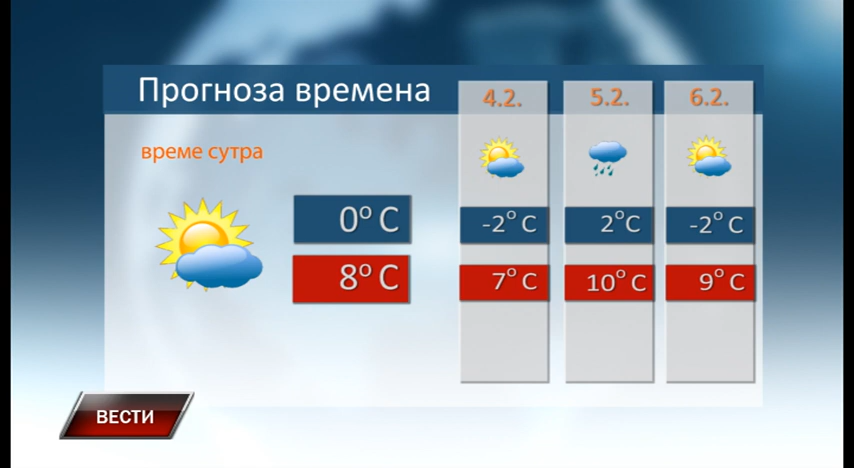 Прогноза времена
време сутра
0° C
8° C
4.2.
-2° C
7° C
5.2.
2°C
10° C
6.2.
-2° C
9° C
ВЕСТИ